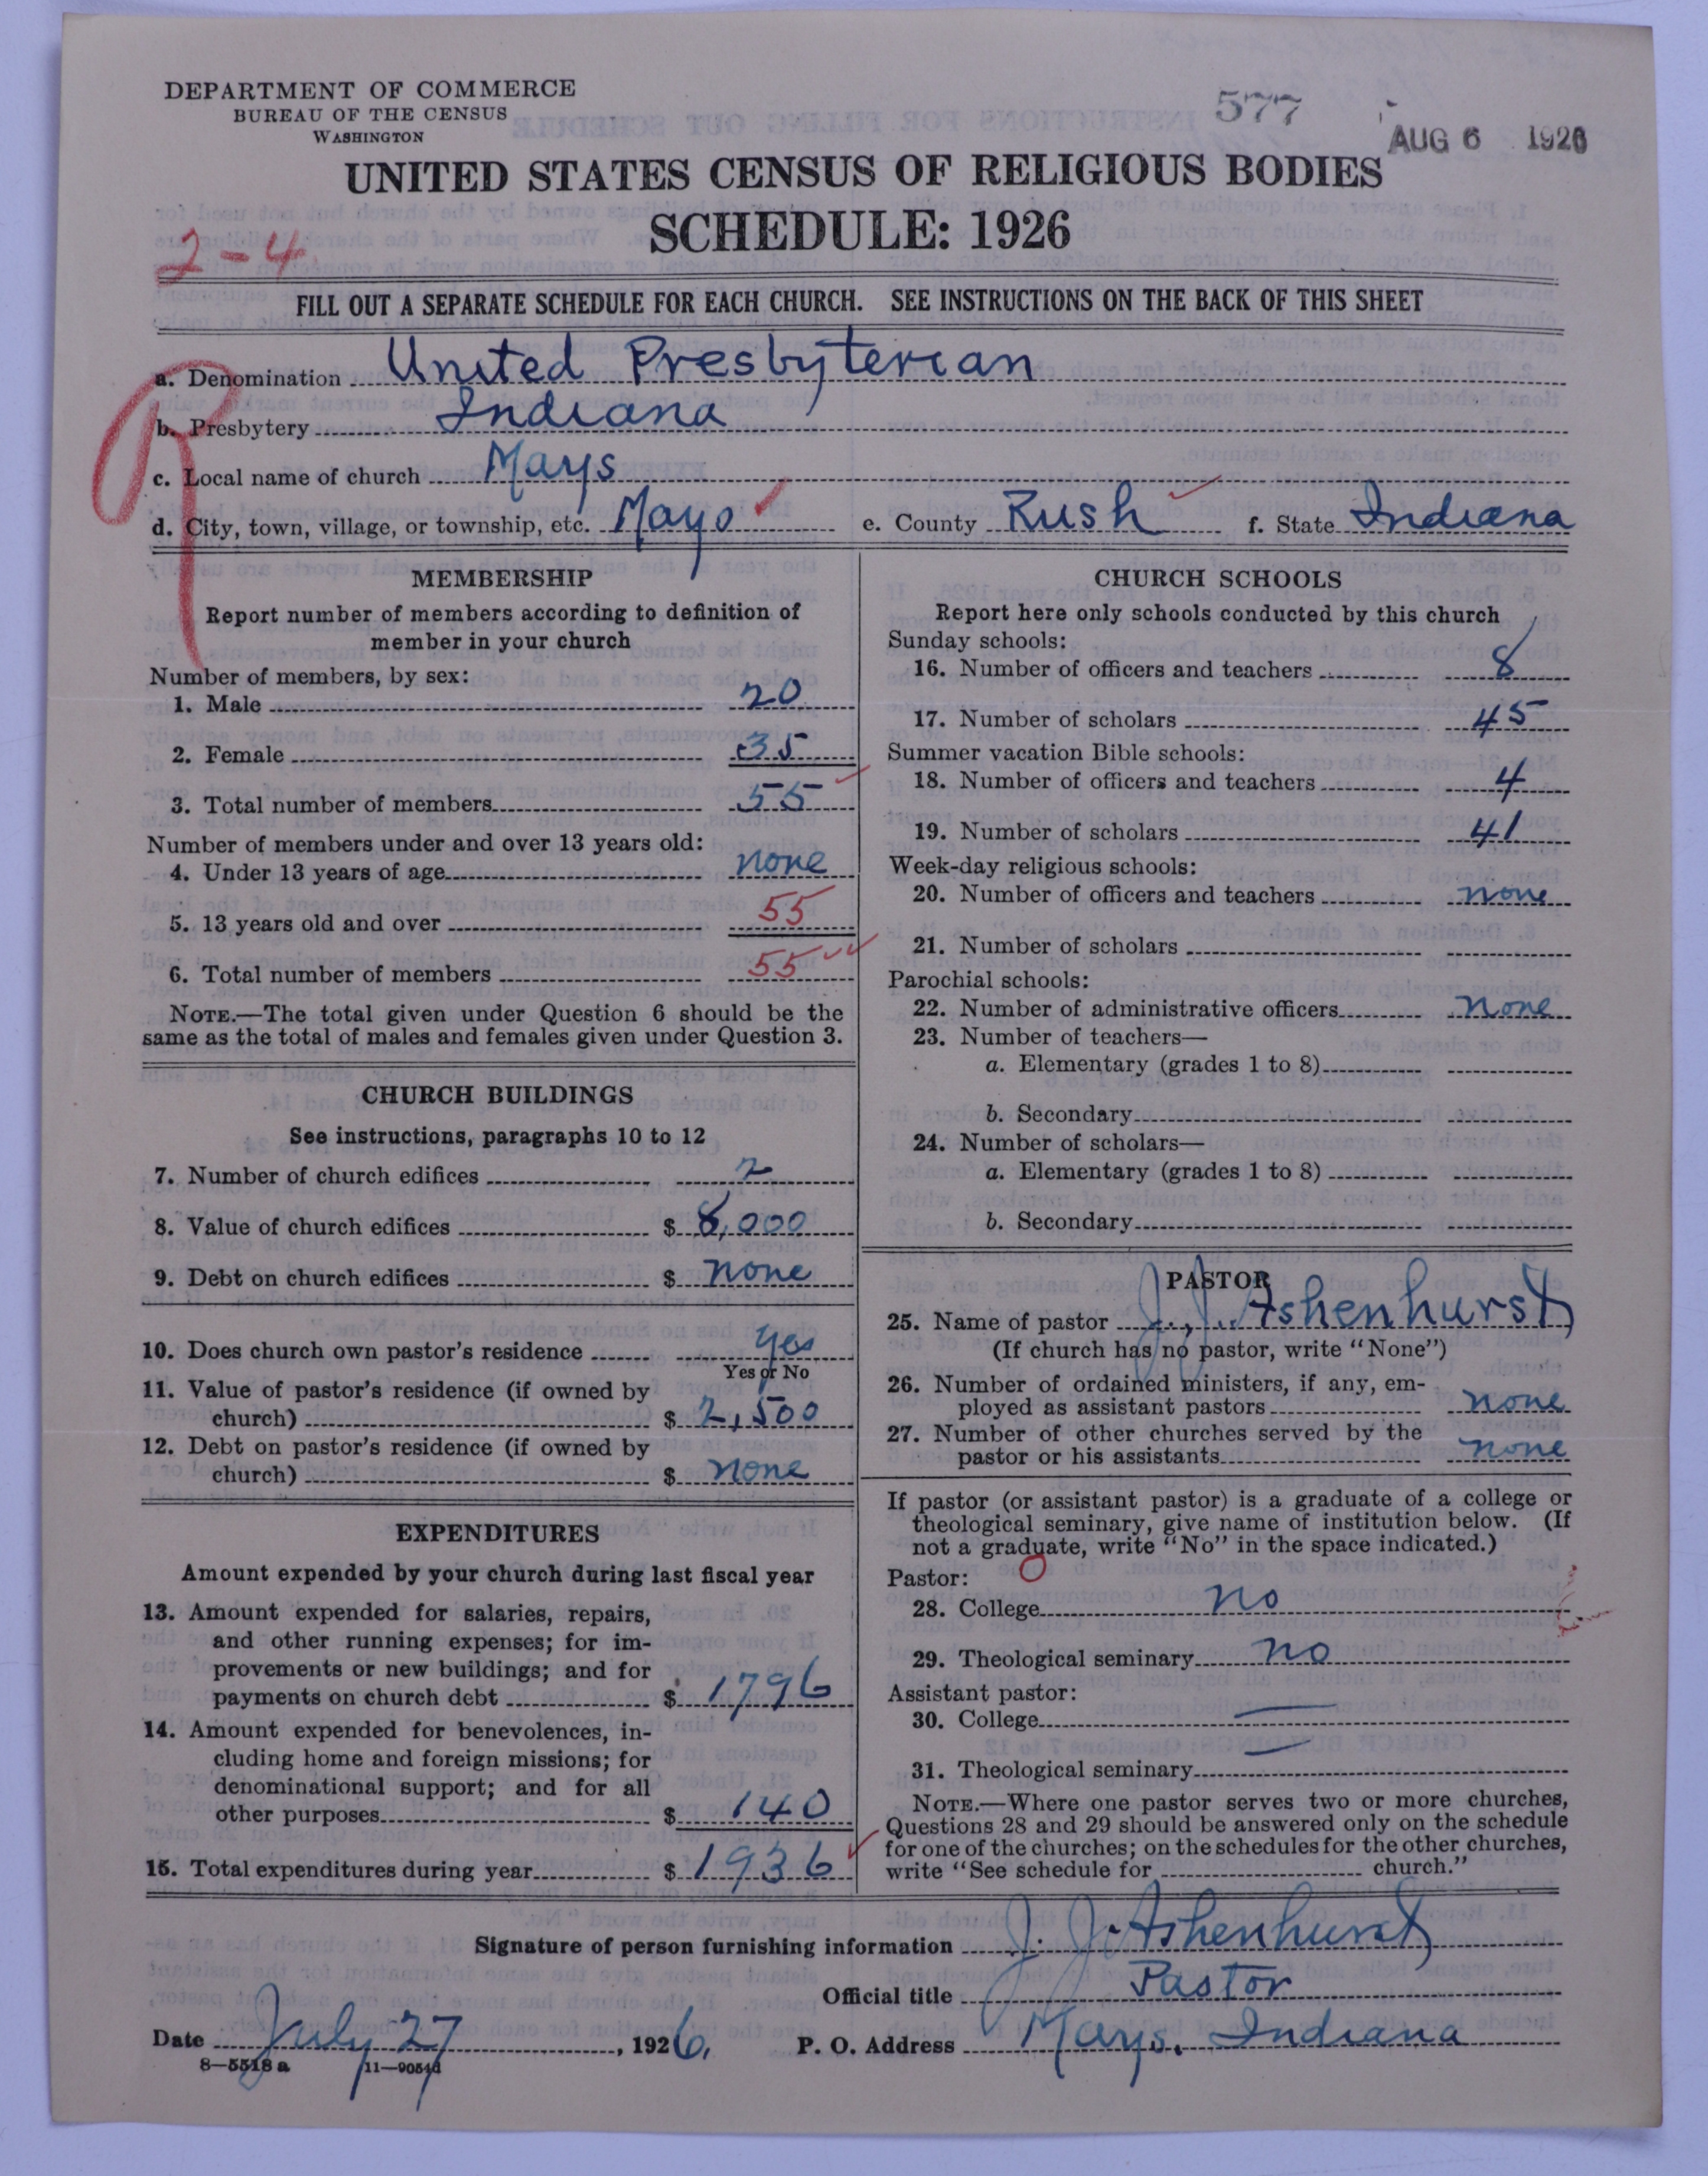 DEPARTMENT OF COMMERCE
BUREAU OF THE CENSUS
WASHINGTON
577
AUG 6 1926
UNITED STATES CENSUS OF RELIGIOUS BODIES
SCHEDULE: 1926
2-4
FILL OUT A SEPARATE SCHEDULE FOR EACH CHURCH. SEE INSTRUCTIONS ON THE BACK OF THIS SHEET
R
a. Denomination United Presbyterian
b. Presbytery Indiana
c. Local name of church Mays
d. City, town, village, or township, etc. Mays e. County Rush f. State Indiana
MEMBERSHIP
Report number of members according to definition of
member in your church
Number of members, by sex:
1. Male 20
2. Female 35
3. Total number of members 55
Number of members under and over 13 years old:
4. Under 13 years of age none
5. 13 years old and over 55
6. Total number of members 55
NOTE.—The total given under Question 6 should be the
same as the total of males and females given under Question 3.
CHURCH BUILDINGS
See instructions, paragraphs 10 to 12
7. Number of church edifices 2
8. Value of church edifices $ 8,000
9. Debt on church edifices $ none
10. Does church own pastor's residence yes
Yes or No
11. Value of pastor's residence (if owned by
church) $ 2,500
12. Debt on pastor's residence (if owned by
church) $ none
EXPENDITURES
Amount expended by your church during last fiscal year
13. Amount expended for salaries, repairs,
and other running expenses; for im-
provements or new buildings; and for
payments on church debt $ 1796
14. Amount expended for benevolences, in-
cluding home and foreign missions; for
denominational support; and for all
other purposes $ 140
15. Total expenditures during year $ 1936
CHURCH SCHOOLS
Report here only schools conducted by this church
Sunday schools:
16. Number of officers and teachers 8
17. Number of scholars 45
Summer vacation Bible schools:
18. Number of officers and teachers 4
19. Number of scholars 41
Week-day religious schools:
20. Number of officers and teachers none
21. Number of scholars
Parochial schools:
22. Number of administrative officers none
23. Number of teachers—
a. Elementary (grades 1 to 8)
b. Secondary
24. Number of scholars—
a. Elementary (grades 1 to 8)
b. Secondary
PASTOR
25. Name of pastor J. J. Ashenhurst
(If church has no pastor, write "None")
26. Number of ordained ministers, if any, em-
ployed as assistant pastors none
27. Number of other churches served by the
pastor or his assistants none
If pastor (or assistant pastor) is a graduate of a college or
theological seminary, give name of institution below. (If
not a graduate, write "No" in the space indicated.)
Pastor: O
28. College no
29. Theological seminary no
Assistant pastor:
30. College —
31. Theological seminary —
NOTE.—Where one pastor serves two or more churches,
Questions 28 and 29 should be answered only on the schedule
for one of the churches; on the schedules for the other churches,
write "See schedule for church."
Signature of person furnishing information J. J. Ashenhurst
Official title Pastor
Date July 27, 1926. P. O. Address Mays, Indiana
8—5518 a 11—9054